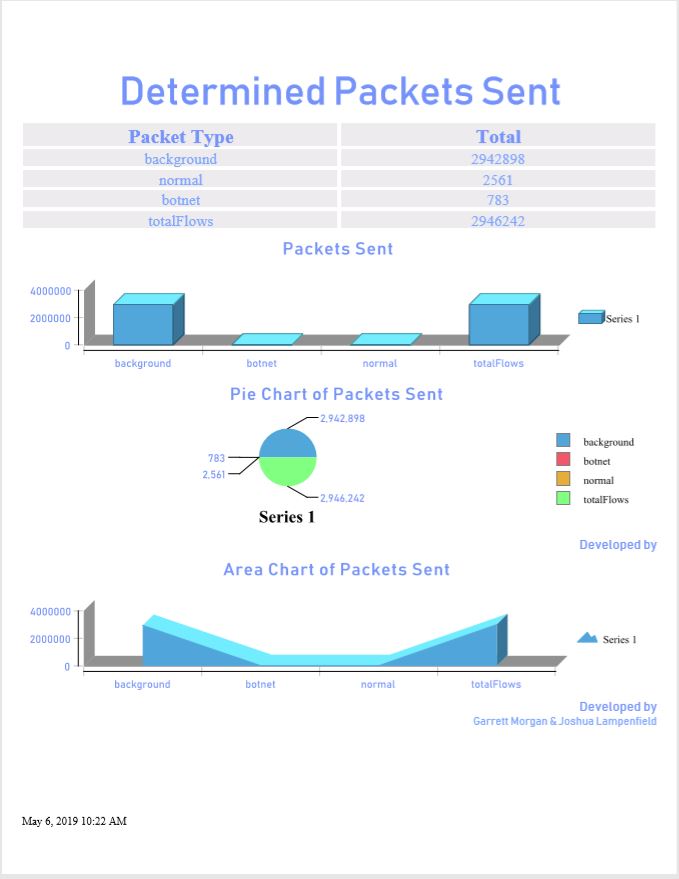 Determined Packets Sent
Packet Type Total
background 2942898
normal 2561
botnet 783
totalFlows 2946242
Packets Sent
4000000
2000000
0
background botnet normal totalFlows
Series 1
Pie Chart of Packets Sent
2,942,898
783
2,561
2,946,242
Series 1
background
botnet
normal
totalFlows
Developed by
Area Chart of Packets Sent
4000000
2000000
0
background botnet normal totalFlows
Series 1
Developed by
Garrett Morgan & Joshua Lampenfield
May 6, 2019 10:22 AM